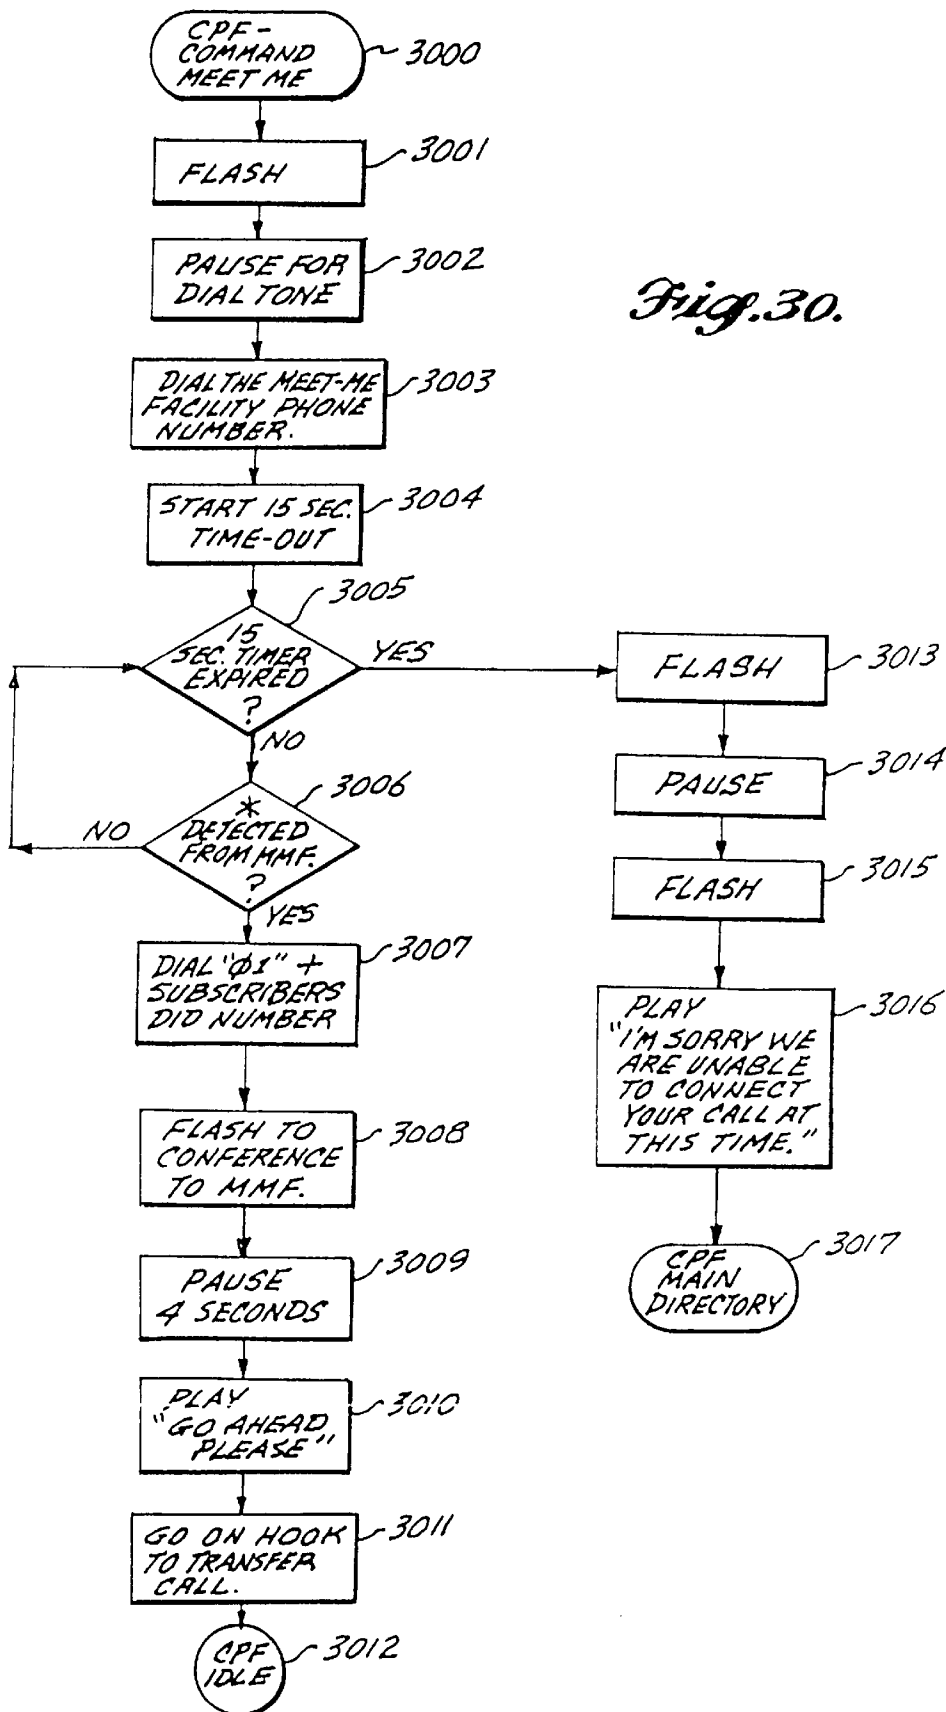 CPF-
COMMAND
MEET ME
3000
FLASH
3001
PAUSE FOR
DIAL TONE
3002
Fig. 30.
DIAL THE MEET-ME
FACILITY PHONE
NUMBER.
3003
START 15 SEC.
TIME-OUT
3004
15
SEC. TIMER
EXPIRED
?
3005
YES
NO
*
DETECTED
FROM MMF.
?
3006
NO
YES
DIAL "Ø1" +
SUBSCRIBERS
DID NUMBER
3007
FLASH TO
CONFERENCE
TO MMF.
3008
PAUSE
4 SECONDS
3009
PLAY
"GO AHEAD,
PLEASE"
3010
GO ON HOOK
TO TRANSFER
CALL.
3011
CPF
IDLE
3012
FLASH
3013
PAUSE
3014
FLASH
3015
PLAY
"I'M SORRY WE
ARE UNABLE
TO CONNECT
YOUR CALL AT
THIS TIME."
3016
CPF
MAIN
DIRECTORY
3017